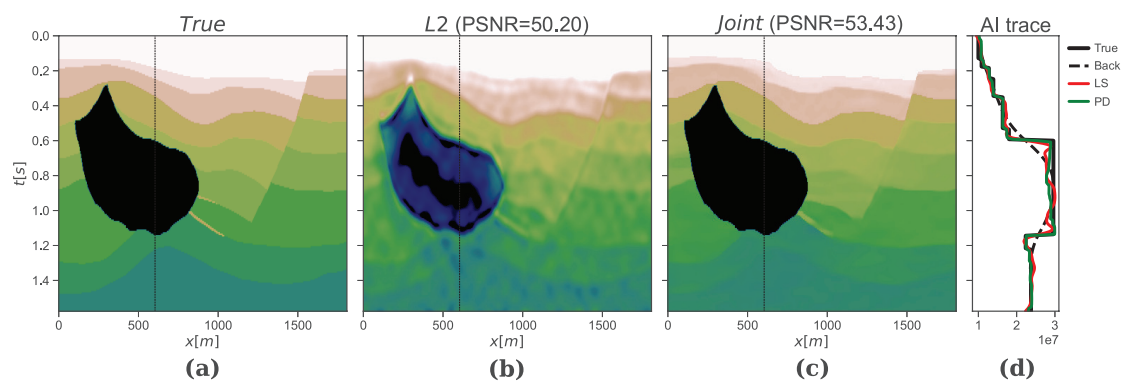 True
L2 (PSNR=50.20)
Joint (PSNR=53.43)
AI trace
0.0
0.2
0.4
0.6
0.8
1.0
1.2
1.4
t[s]
0 500 1000 1500
x[m]
0 500 1000 1500
x[m]
0 500 1000 1500
x[m]
1 2 3
1e7
True
Back
LS
PD
(a)
(b)
(c)
(d)